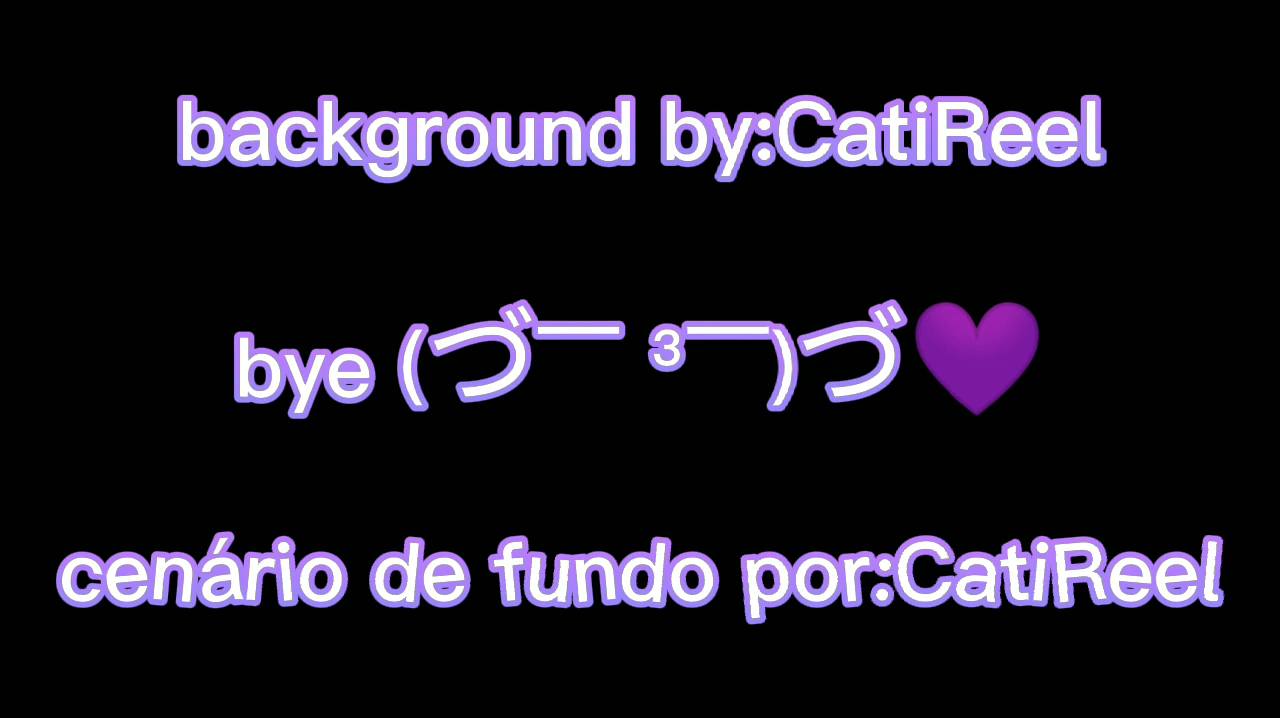 background by:CatiReel
bye (づ￣ ³￣)づ💜
cenário de fundo por:CatiReel